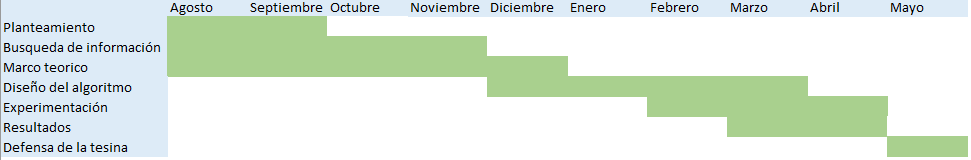 Agosto Septiembre Octubre Noviembre Diciembre Enero Febrero Marzo Abril Mayo
Planteamiento
Busqueda de información
Marco teorico
Diseño del algoritmo
Experimentación
Resultados
Defensa de la tesina